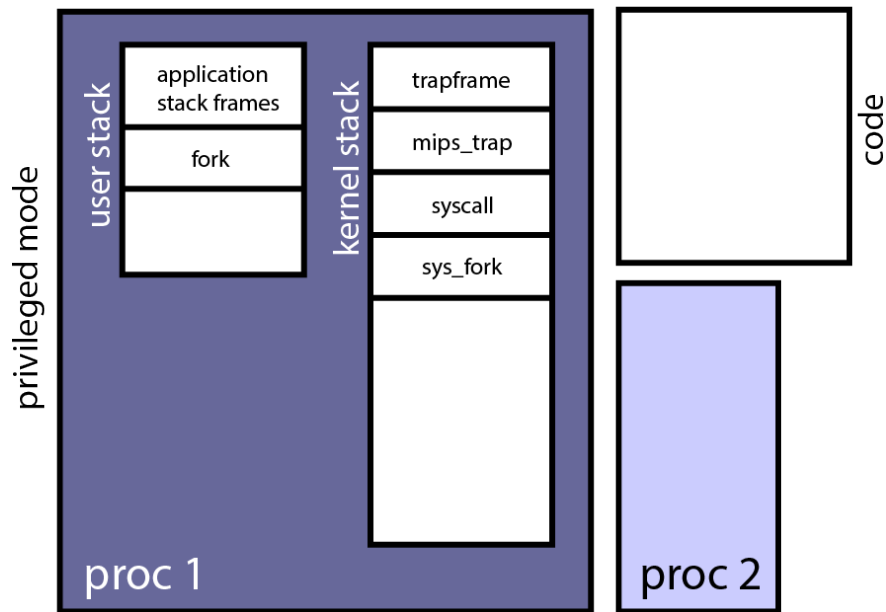 privileged mode
user stack
application
stack frames
fork
kernel stack
trapframe
mips_trap
syscall
sys_fork
proc 1
code
proc 2